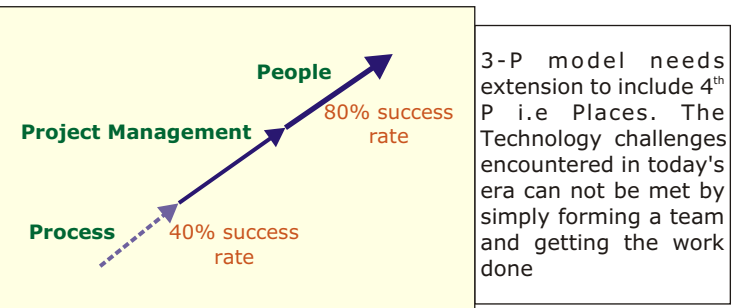 People
80% success
rate
Project Management
Process
40% success
rate
3-P model needs
extension to include 4th
P i.e Places. The
Technology challenges
encountered in today's
era can not be met by
simply forming a team
and getting the work
done